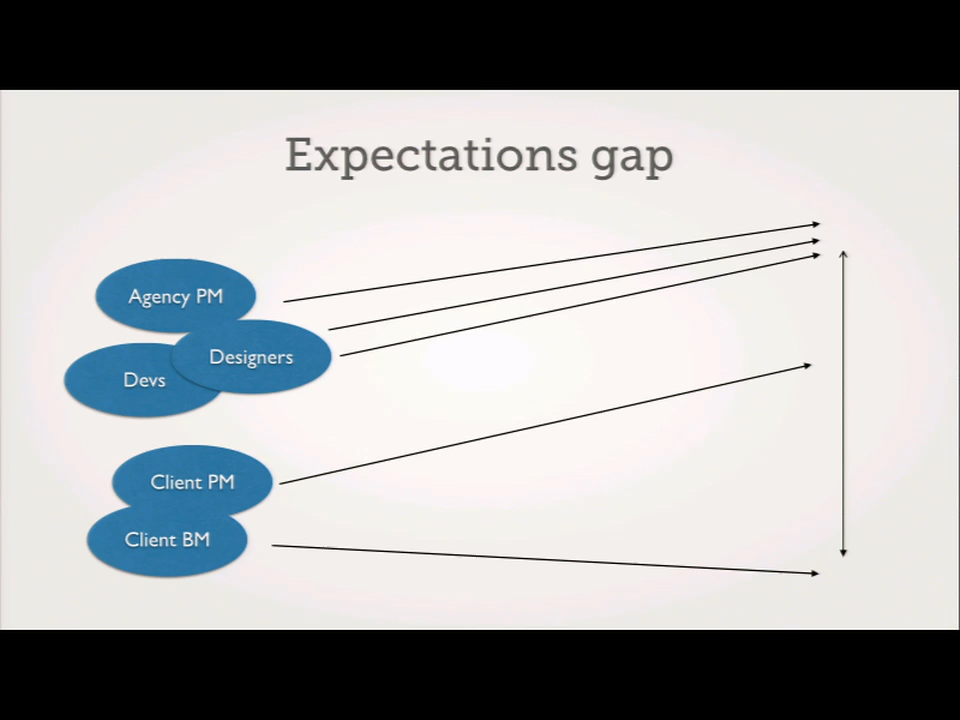 Expectations gap
Agency PM
Designers
Devs
Client PM
Client BM